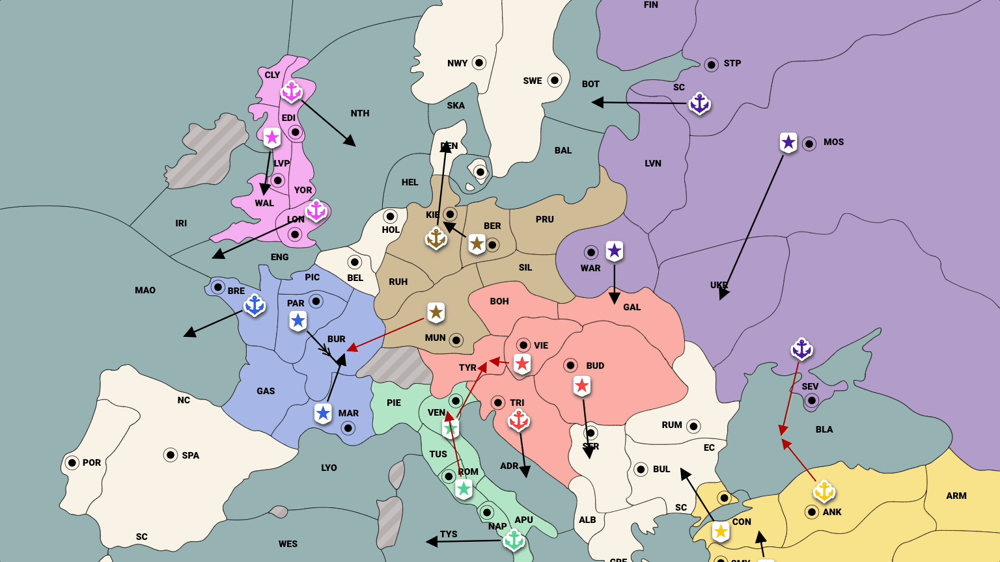 FIN
NWY
STP
CLY
SWE
BOT
SC
SKA
NTH
EDI
MOS
DEN
BAL
LVP
LVN
HEL
YOR
WAL
LON
KIE
PRU
IRI
HOL
BER
ENG
SIL
WAR
PIC
BEL
RUH
UKR
MAO
BRE
PAR
BOH
GAL
BUR
MUN
VIE
TYR
BUD
SEV
GAS
NC
PIE
TRI
MAR
VEN
RUM
BLA
SER
EC
SPA
TUS
POR
LYO
ADR
ROM
BUL
ARM
SC
ANK
ALB
APU
CON
NAP
TYS
SC
WES
GRE
SMY